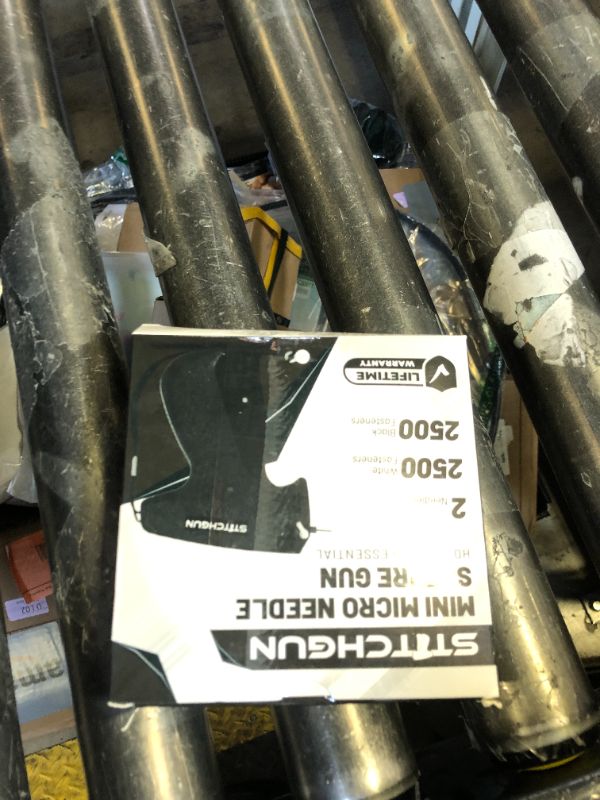 STITCHGUN
MINI MICRO NEEDLE
GUN
ESSENTIAL
2
2500 White
Fasteners
2500 Black
Fasteners
LIFETIME
WARRANTY
STITCHGUN